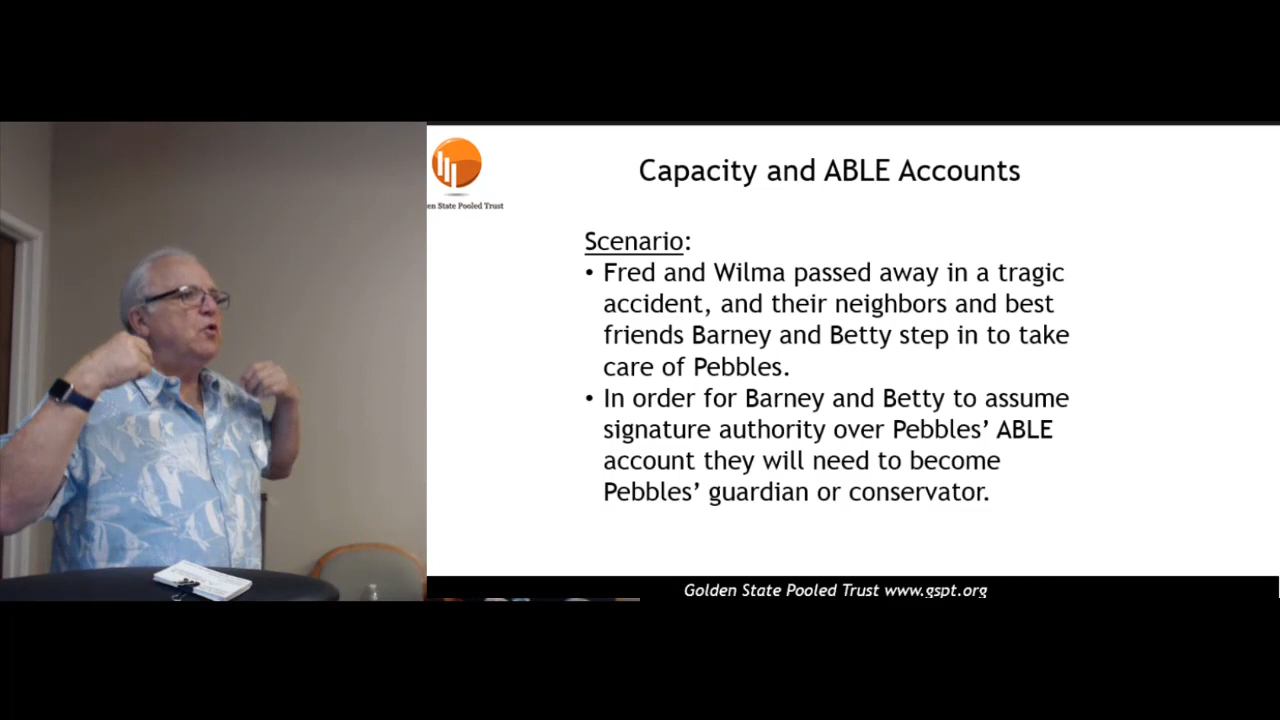 Capacity and ABLE Accounts
en State Pooled Trust
Scenario:
• Fred and Wilma passed away in a tragic
accident, and their neighbors and best
friends Barney and Betty step in to take
care of Pebbles.
• In order for Barney and Betty to assume
signature authority over Pebbles’ ABLE
account they will need to become
Pebbles’ guardian or conservator.
Golden State Pooled Trust www.gspt.org